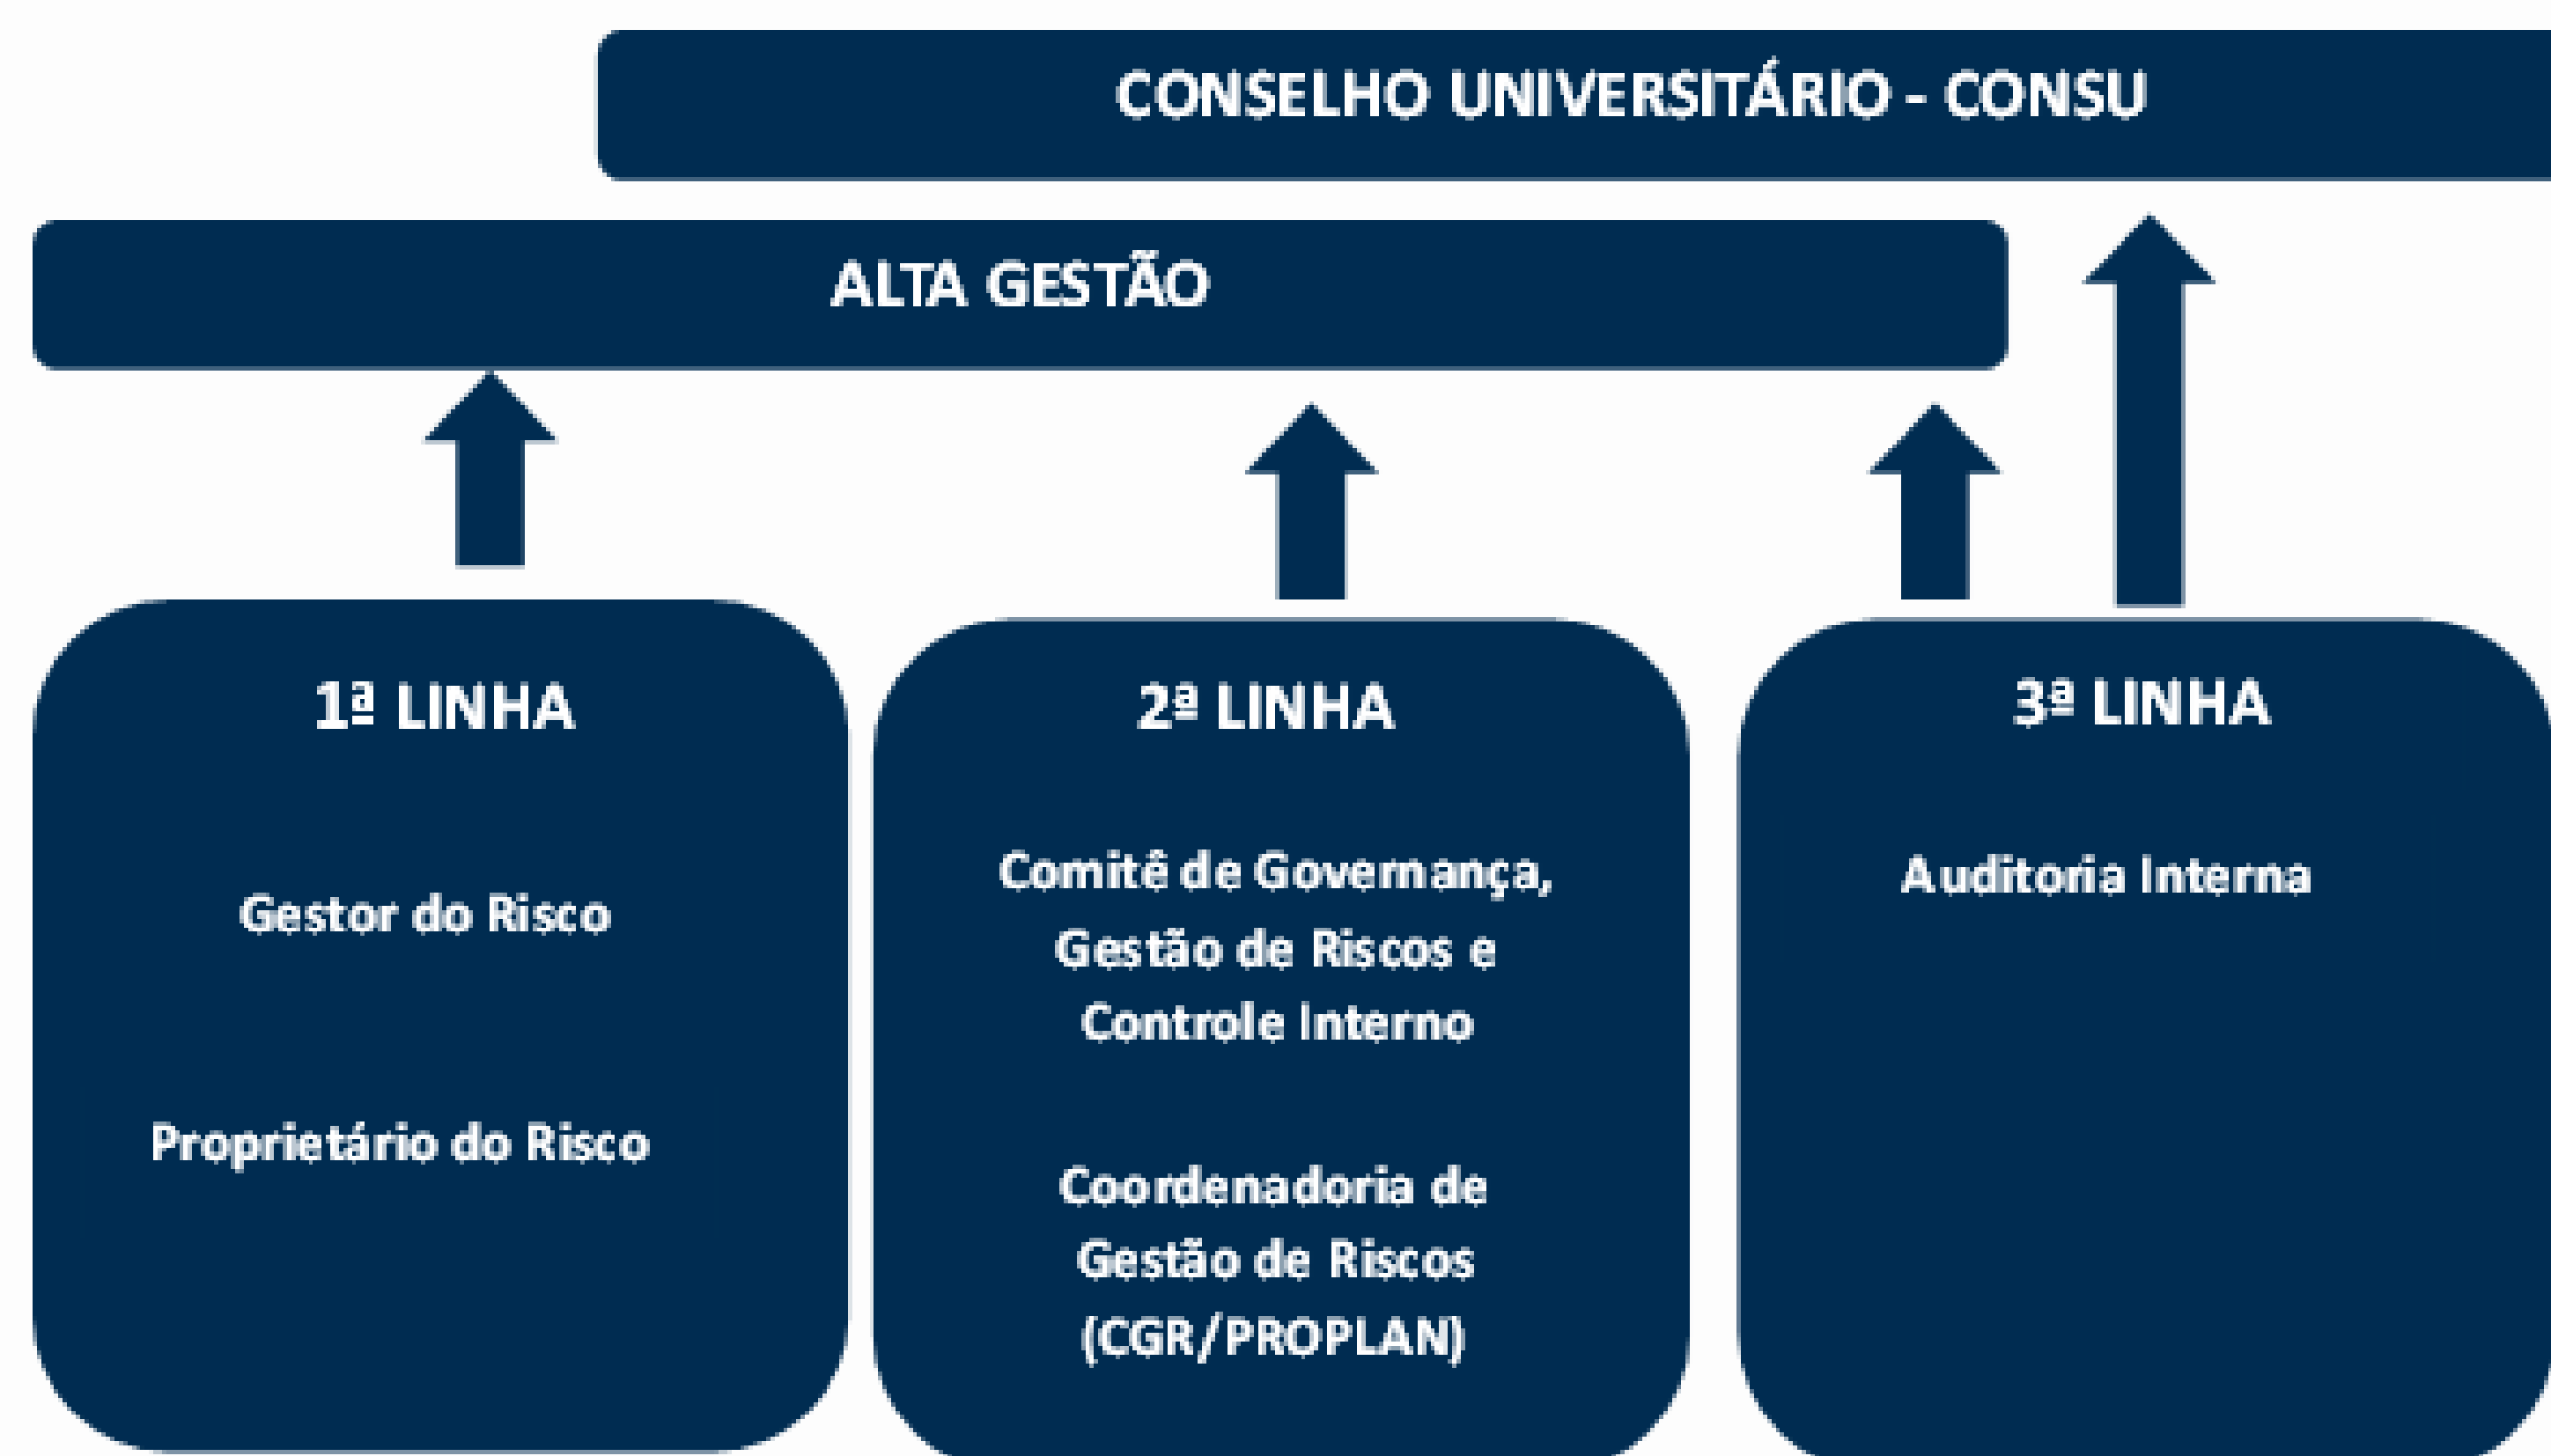 CONSELHO UNIVERSITÁRIO - CONSU
ALTA GESTÃO
1ª LINHA
Gestor do Risco
Proprietário do Risco
2ª LINHA
Comitê de Governança,
Gestão de Riscos e
Controle Interno
Coordenadoria de
Gestão de Riscos
(CGR/PROPLAN)
3ª LINHA
Auditoria Interna